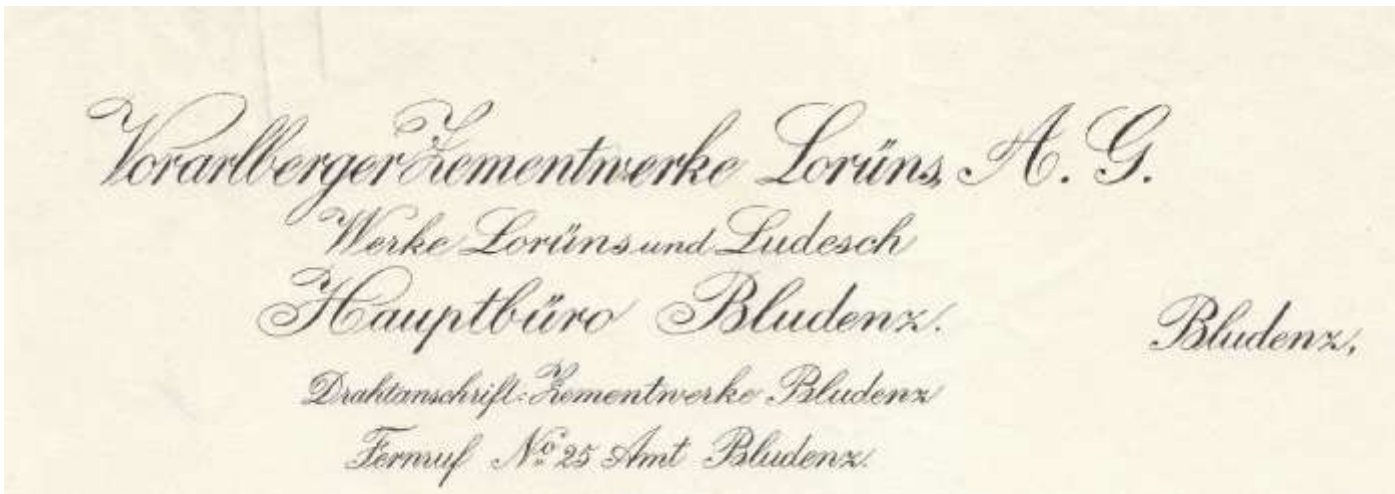 Vorarlberger Zementwerke Lorüns, A. G.
Werke Lorüns und Ludesch
Hauptbüro Bludenz.
Bludenz,
Drahtanschrift: Zementwerke Bludenz
Fernruf No 25 Amt Bludenz.